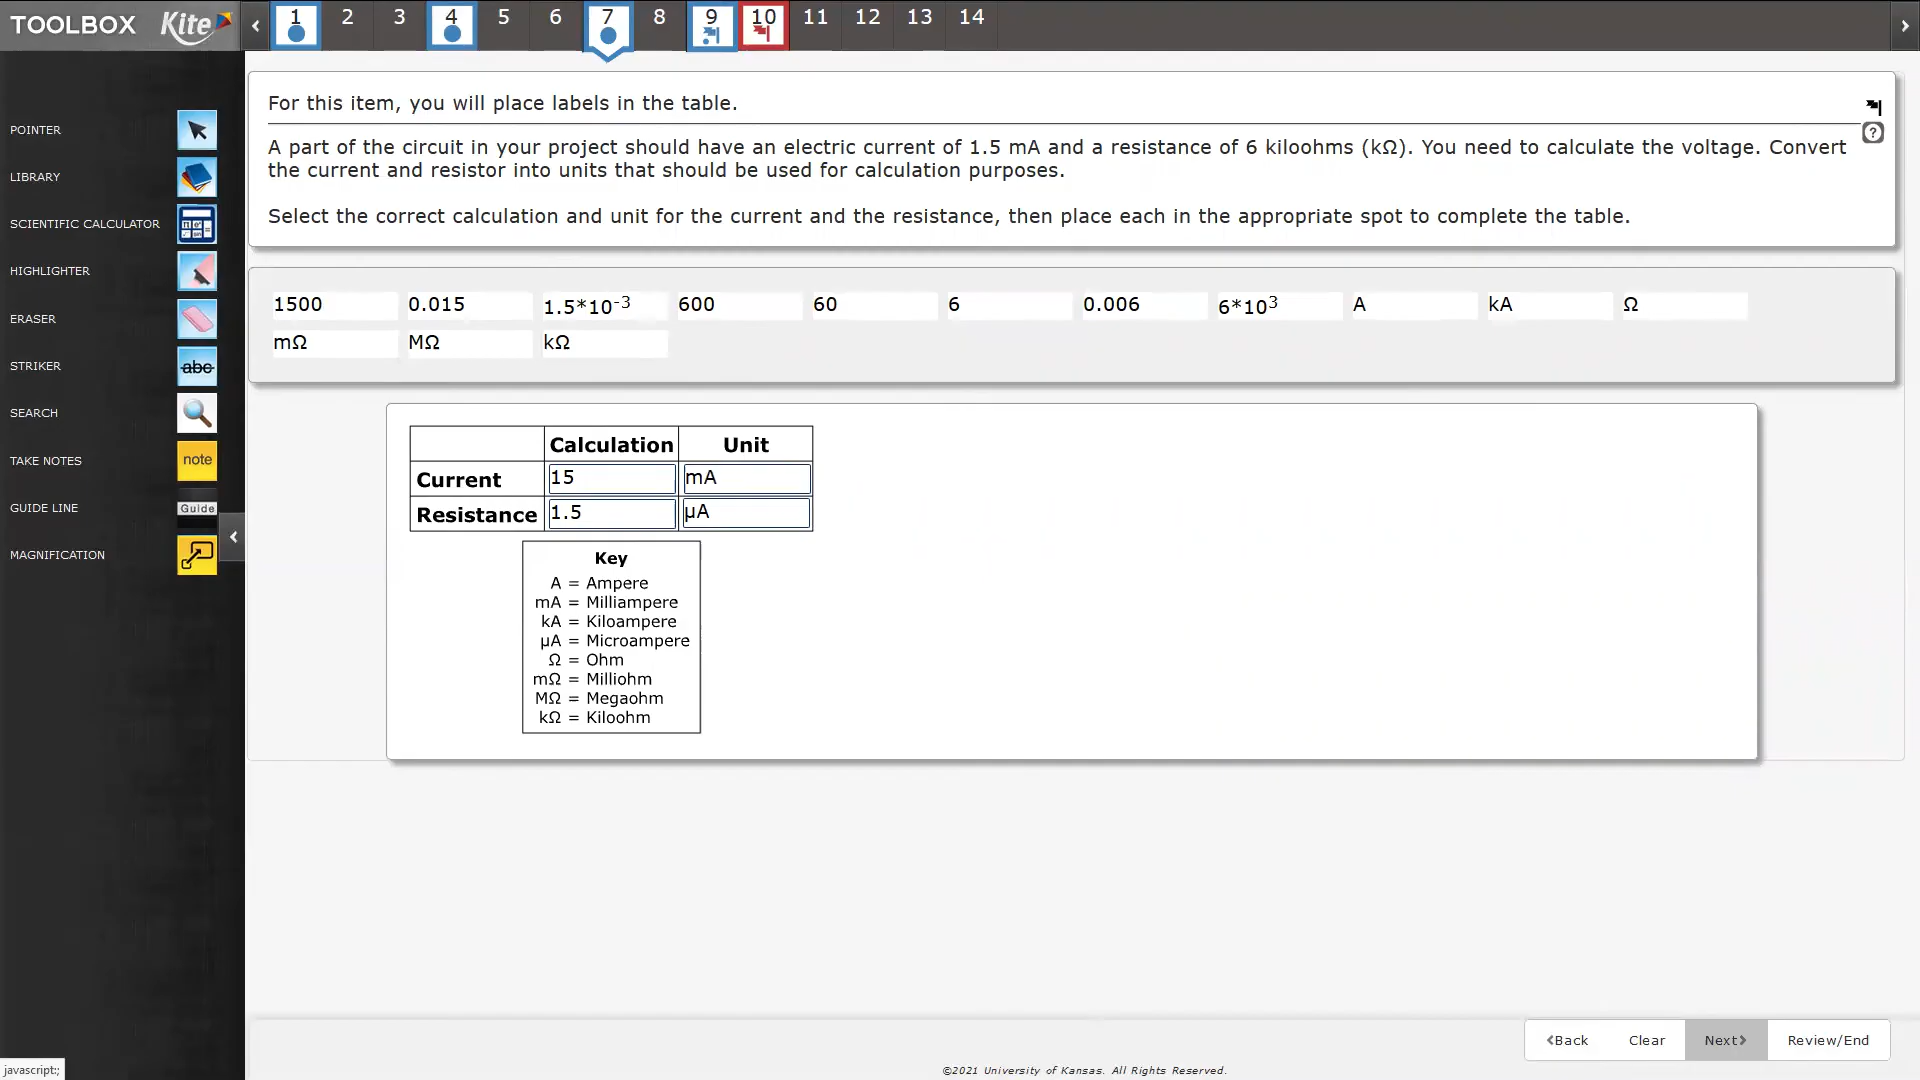 TOOLBOX Kite
1 2 3 4 5 6 7 8 9 10 11 12 13 14
POINTER
LIBRARY
SCIENTIFIC CALCULATOR
HIGHLIGHTER
ERASER
STRIKER abc
SEARCH
TAKE NOTES note
GUIDE LINE Guide
MAGNIFICATION
For this item, you will place labels in the table.
?
A part of the circuit in your project should have an electric current of 1.5 mA and a resistance of 6 kiloohms (kΩ). You need to calculate the voltage. Convert
the current and resistor into units that should be used for calculation purposes.
Select the correct calculation and unit for the current and the resistance, then place each in the appropriate spot to complete the table.
1500 0.015 1.5*10⁻³ 600 60 6 0.006 6*10³ A kA Ω
mΩ MΩ kΩ
Calculation Unit
Current 15 mA
Resistance 1.5 µA
Key
A = Ampere
mA = Milliampere
kA = Kiloampere
µA = Microampere
Ω = Ohm
mΩ = Milliohm
MΩ = Megaohm
kΩ = Kiloohm
Back Clear Next Review/End
javascript:;
©2021 University of Kansas. All Rights Reserved.